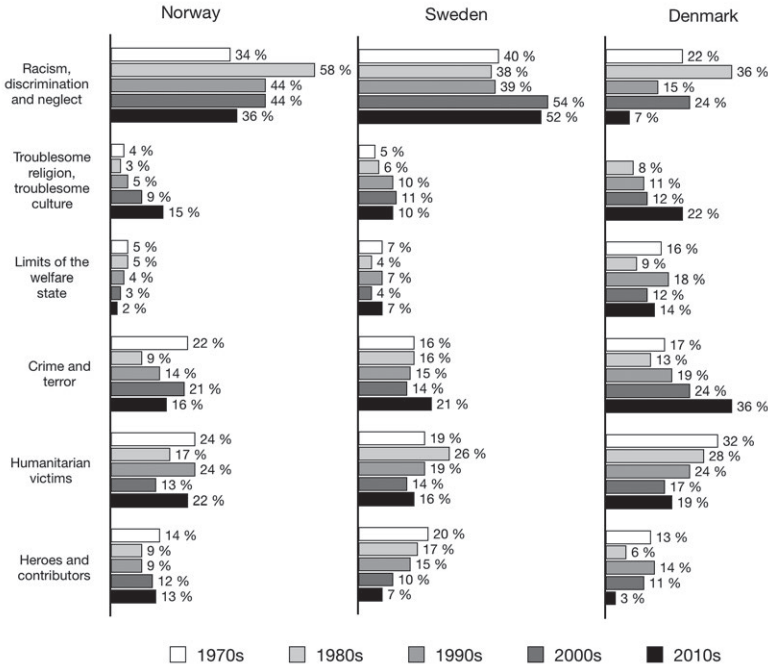 Norway Sweden Denmark
Racism,
discrimination
and neglect
34 % 40 % 22 %
58 % 38 % 36 %
44 % 39 % 15 %
44 % 54 % 24 %
36 % 52 % 7 %
Troublesome
religion,
troublesome
culture
4 % 5 %
3 % 6 % 8 %
5 % 10 % 11 %
9 % 11 % 12 %
15 % 10 % 22 %
Limits of the
welfare
state
5 % 7 % 16 %
5 % 4 % 9 %
4 % 7 % 18 %
3 % 4 % 12 %
2 % 7 % 14 %
Crime and
terror
22 % 16 % 17 %
9 % 16 % 13 %
14 % 15 % 19 %
21 % 14 % 24 %
16 % 21 % 36 %
Humanitarian
victims
24 % 19 % 32 %
17 % 26 % 28 %
24 % 19 % 24 %
13 % 14 % 17 %
22 % 16 % 19 %
Heroes and
contributors
14 % 20 % 13 %
9 % 17 % 6 %
9 % 15 % 14 %
12 % 10 % 11 %
13 % 7 % 3 %
1970s 1980s 1990s 2000s 2010s